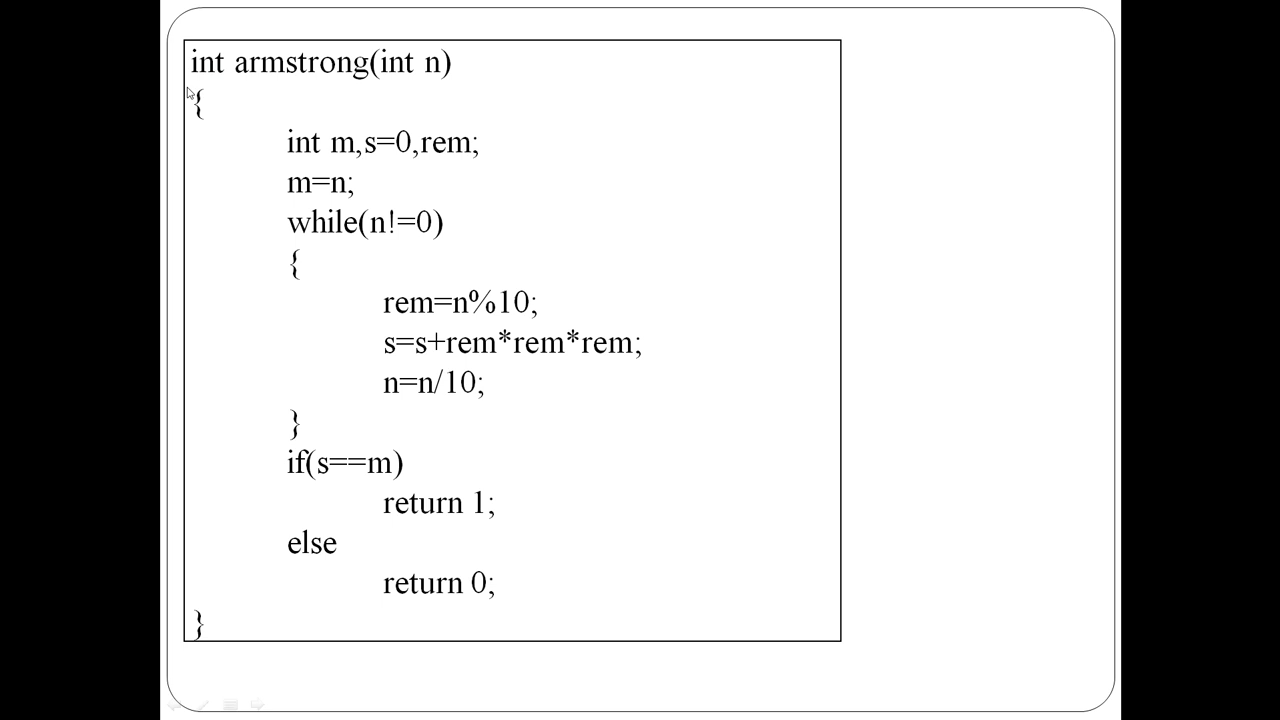 int armstrong(int n)
{
int m,s=0,rem;
m=n;
while(n!=0)
{
rem=n%10;
s=s+rem*rem*rem;
n=n/10;
}
if(s==m)
return 1;
else
return 0;
}